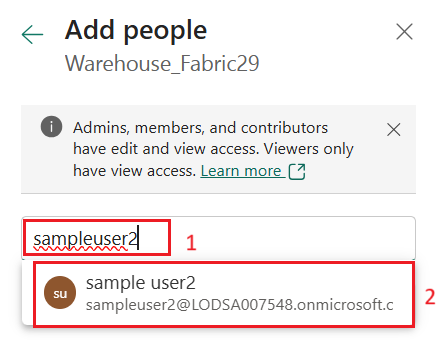 Add people
Warehouse_Fabric29
Admins, members, and contributors
have edit and view access. Viewers only
have view access. Learn more
sampleuser2
1
su
sample user2
sampleuser2@LODSA007548.onmicrosoft.c
2